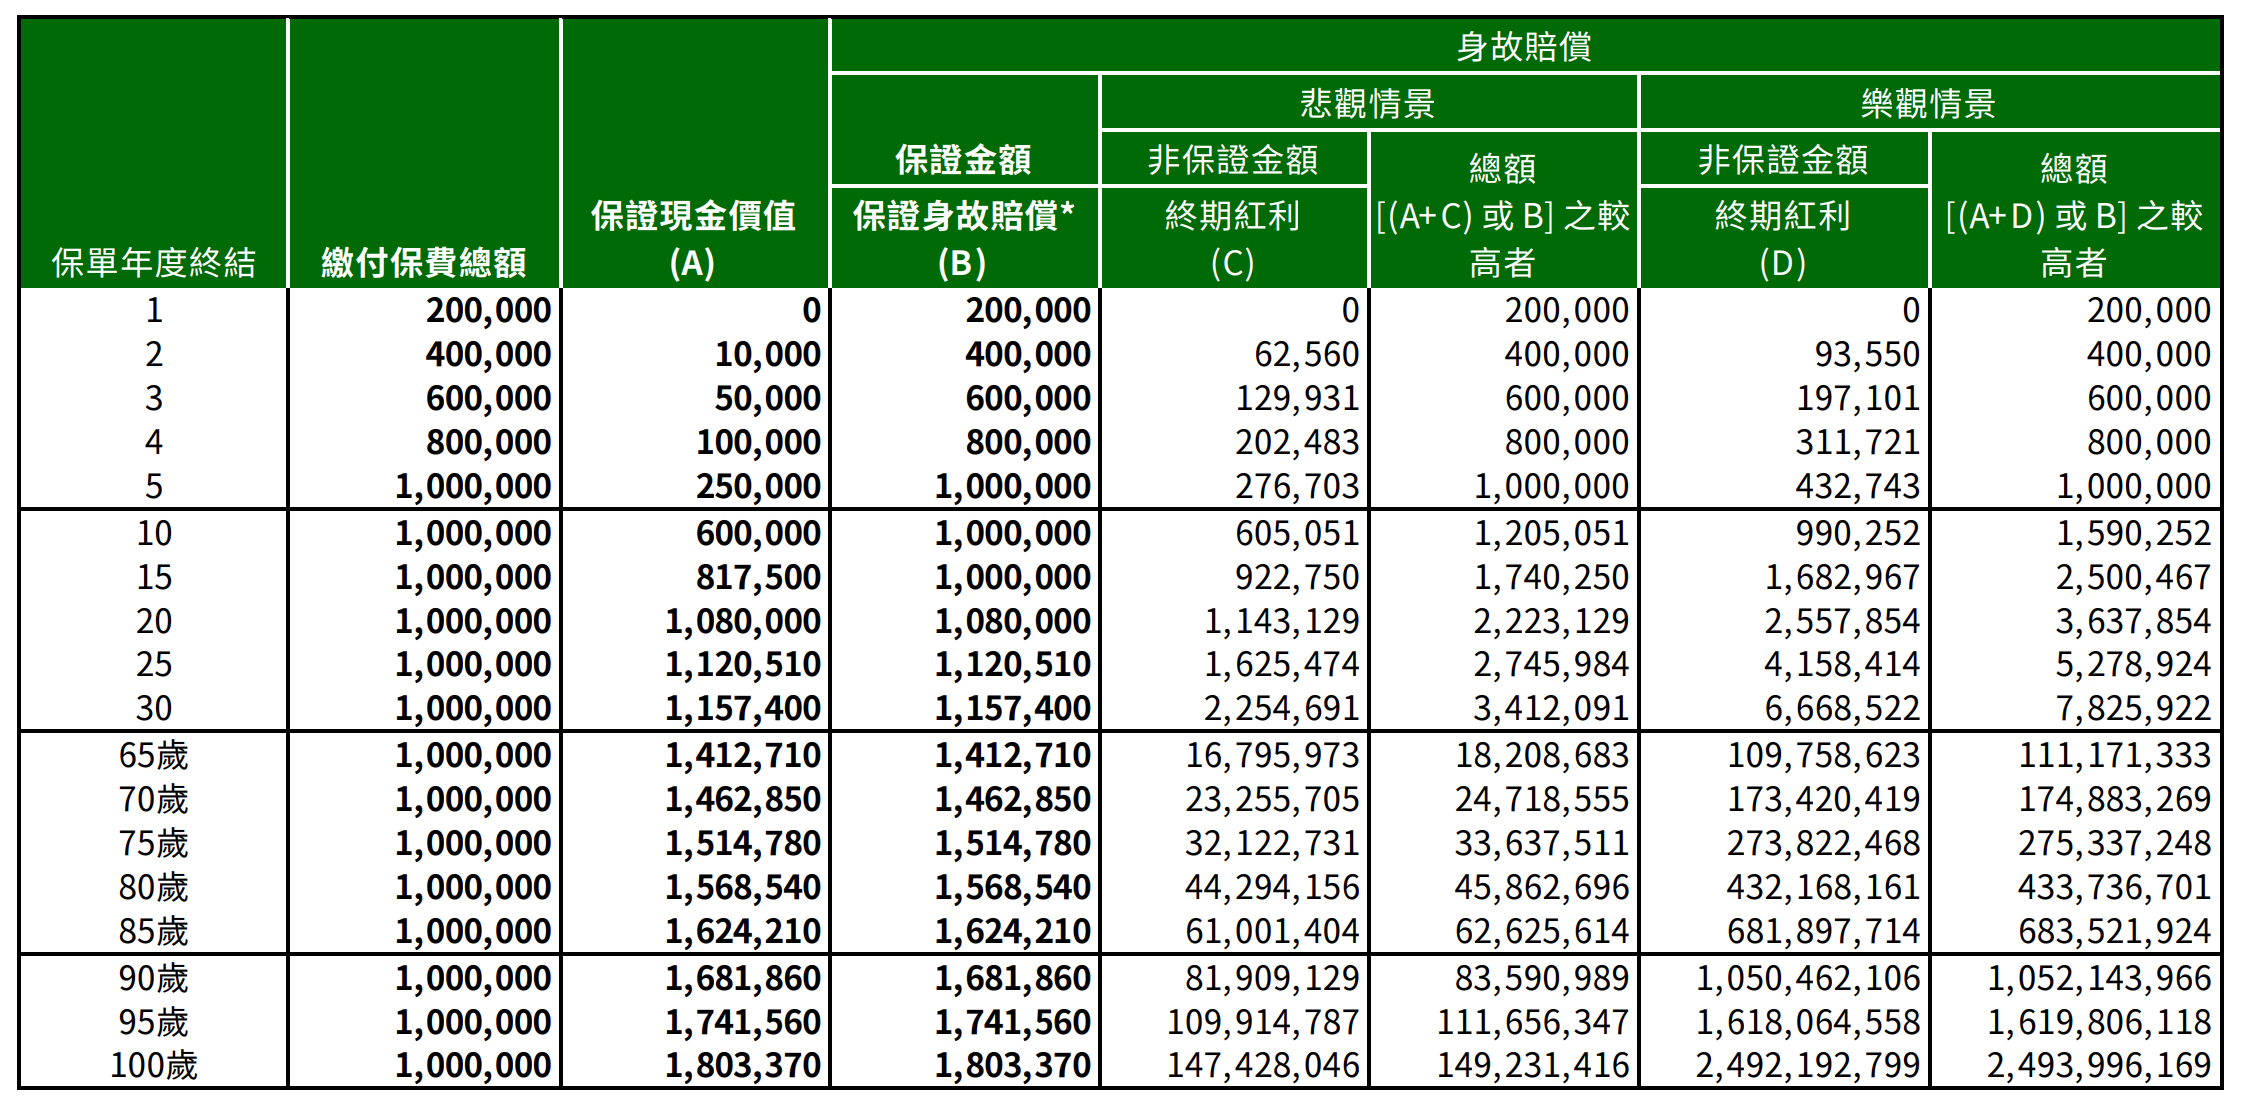 身故賠償
悲觀情景 樂觀情景
保證金額 非保證金額 總額 非保證金額 總額
保證現金價值 保證身故賠償* 終期紅利 [(A+C) 或 B] 之較 終期紅利 [(A+D) 或 B] 之較
保單年度終結 繳付保費總額 (A) (B) (C) 高者 (D) 高者
1 200,000 0 200,000 0 200,000 0 200,000
2 400,000 10,000 400,000 62,560 400,000 93,550 400,000
3 600,000 50,000 600,000 129,931 600,000 197,101 600,000
4 800,000 100,000 800,000 202,483 800,000 311,721 800,000
5 1,000,000 250,000 1,000,000 276,703 1,000,000 432,743 1,000,000
10 1,000,000 600,000 1,000,000 605,051 1,205,051 990,252 1,590,252
15 1,000,000 817,500 1,000,000 922,750 1,740,250 1,682,967 2,500,467
20 1,000,000 1,080,000 1,080,000 1,143,129 2,223,129 2,557,854 3,637,854
25 1,000,000 1,120,510 1,120,510 1,625,474 2,745,984 4,158,414 5,278,924
30 1,000,000 1,157,400 1,157,400 2,254,691 3,412,091 6,668,522 7,825,922
65歲 1,000,000 1,412,710 1,412,710 16,795,973 18,208,683 109,758,623 111,171,333
70歲 1,000,000 1,462,850 1,462,850 23,255,705 24,718,555 173,420,419 174,883,269
75歲 1,000,000 1,514,780 1,514,780 32,122,731 33,637,511 273,822,468 275,337,248
80歲 1,000,000 1,568,540 1,568,540 44,294,156 45,862,696 432,168,161 433,736,701
85歲 1,000,000 1,624,210 1,624,210 61,001,404 62,625,614 681,897,714 683,521,924
90歲 1,000,000 1,681,860 1,681,860 81,909,129 83,590,989 1,050,462,106 1,052,143,966
95歲 1,000,000 1,741,560 1,741,560 109,914,787 111,656,347 1,618,064,558 1,619,806,118
100歲 1,000,000 1,803,370 1,803,370 147,428,046 149,231,416 2,492,192,799 2,493,996,169